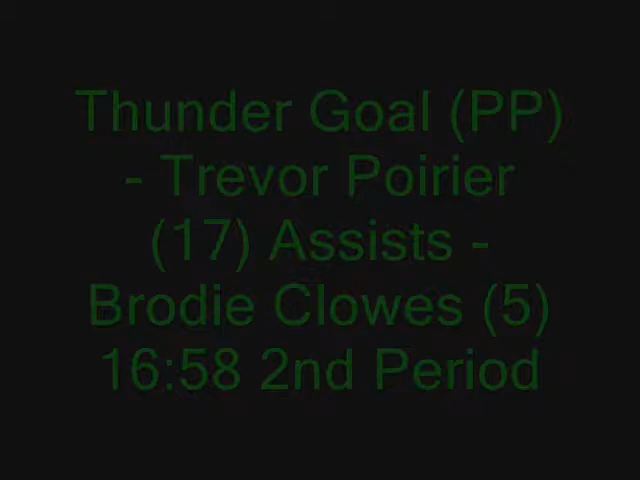 Thunder Goal (PP)
- Trevor Poirier
(17) Assists -
Brodie Clowes (5)
16:58 2nd Period